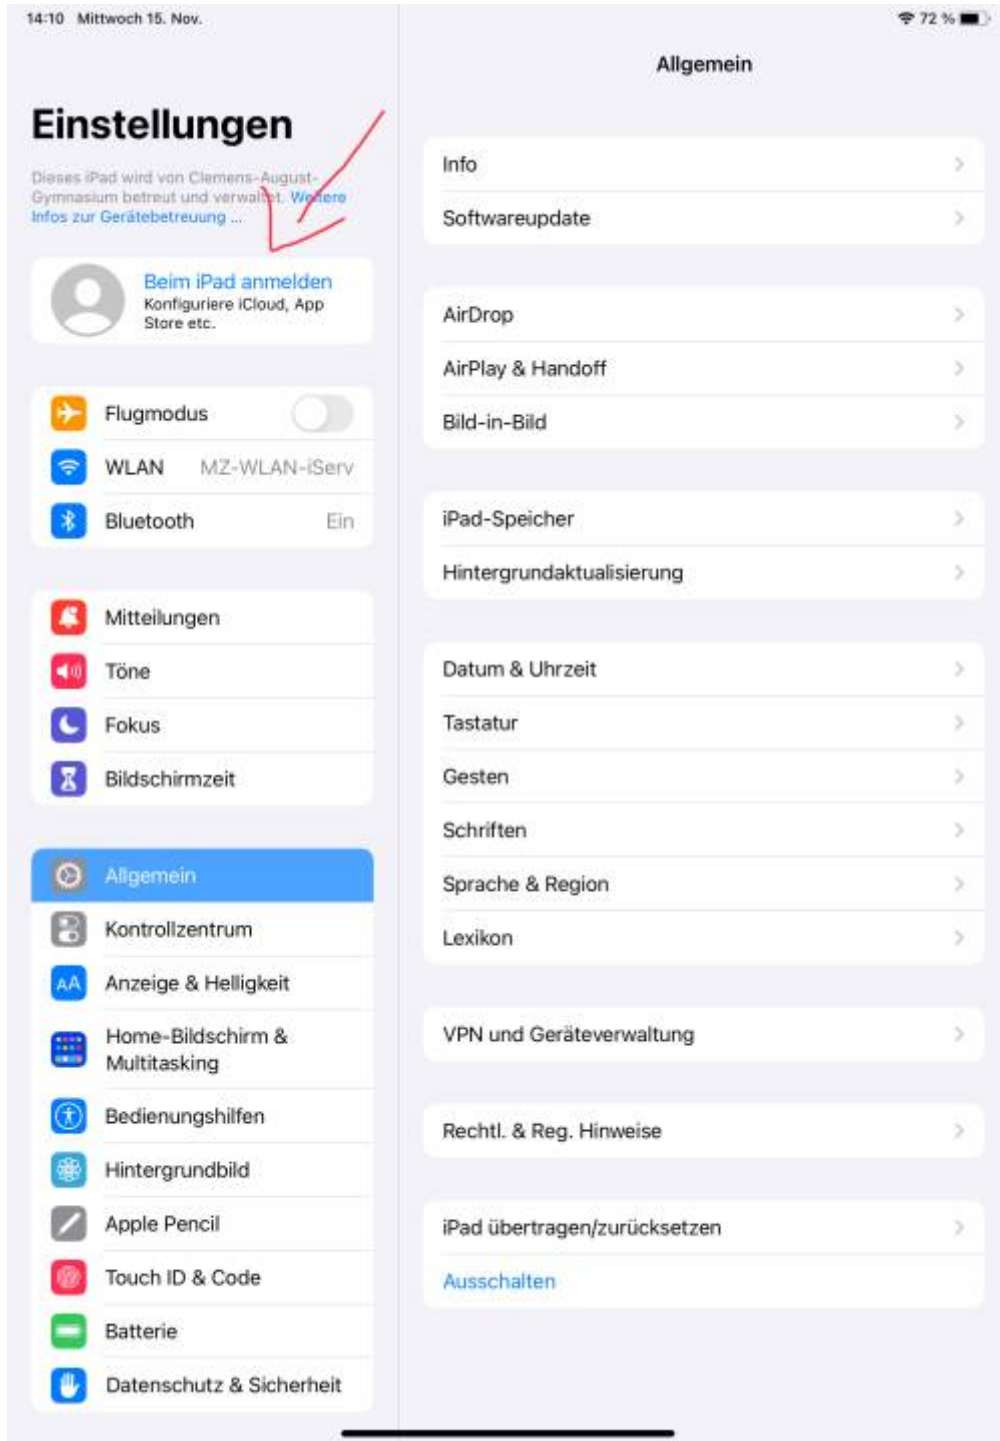 14:10 Mittwoch 15. Nov.
72 %
Einstellungen
Dieses iPad wird von Clemens-August-
Gymnasium betreut und verwaltet. Weitere
Infos zur Gerätebetreuung ...
Beim iPad anmelden
Konfiguriere iCloud, App
Store etc.
Flugmodus
WLAN MZ-WLAN-iServ
Bluetooth Ein
Mitteilungen
Töne
Fokus
Bildschirmzeit
Allgemein
Kontrollzentrum
AA Anzeige & Helligkeit
Home-Bildschirm &
Multitasking
Bedienungshilfen
Hintergrundbild
Apple Pencil
Touch ID & Code
Batterie
Datenschutz & Sicherheit
Allgemein
Info
Softwareupdate
AirDrop
AirPlay & Handoff
Bild-in-Bild
iPad-Speicher
Hintergrundaktualisierung
Datum & Uhrzeit
Tastatur
Gesten
Schriften
Sprache & Region
Lexikon
VPN und Geräteverwaltung
Rechtl. & Reg. Hinweise
iPad übertragen/zurücksetzen
Ausschalten